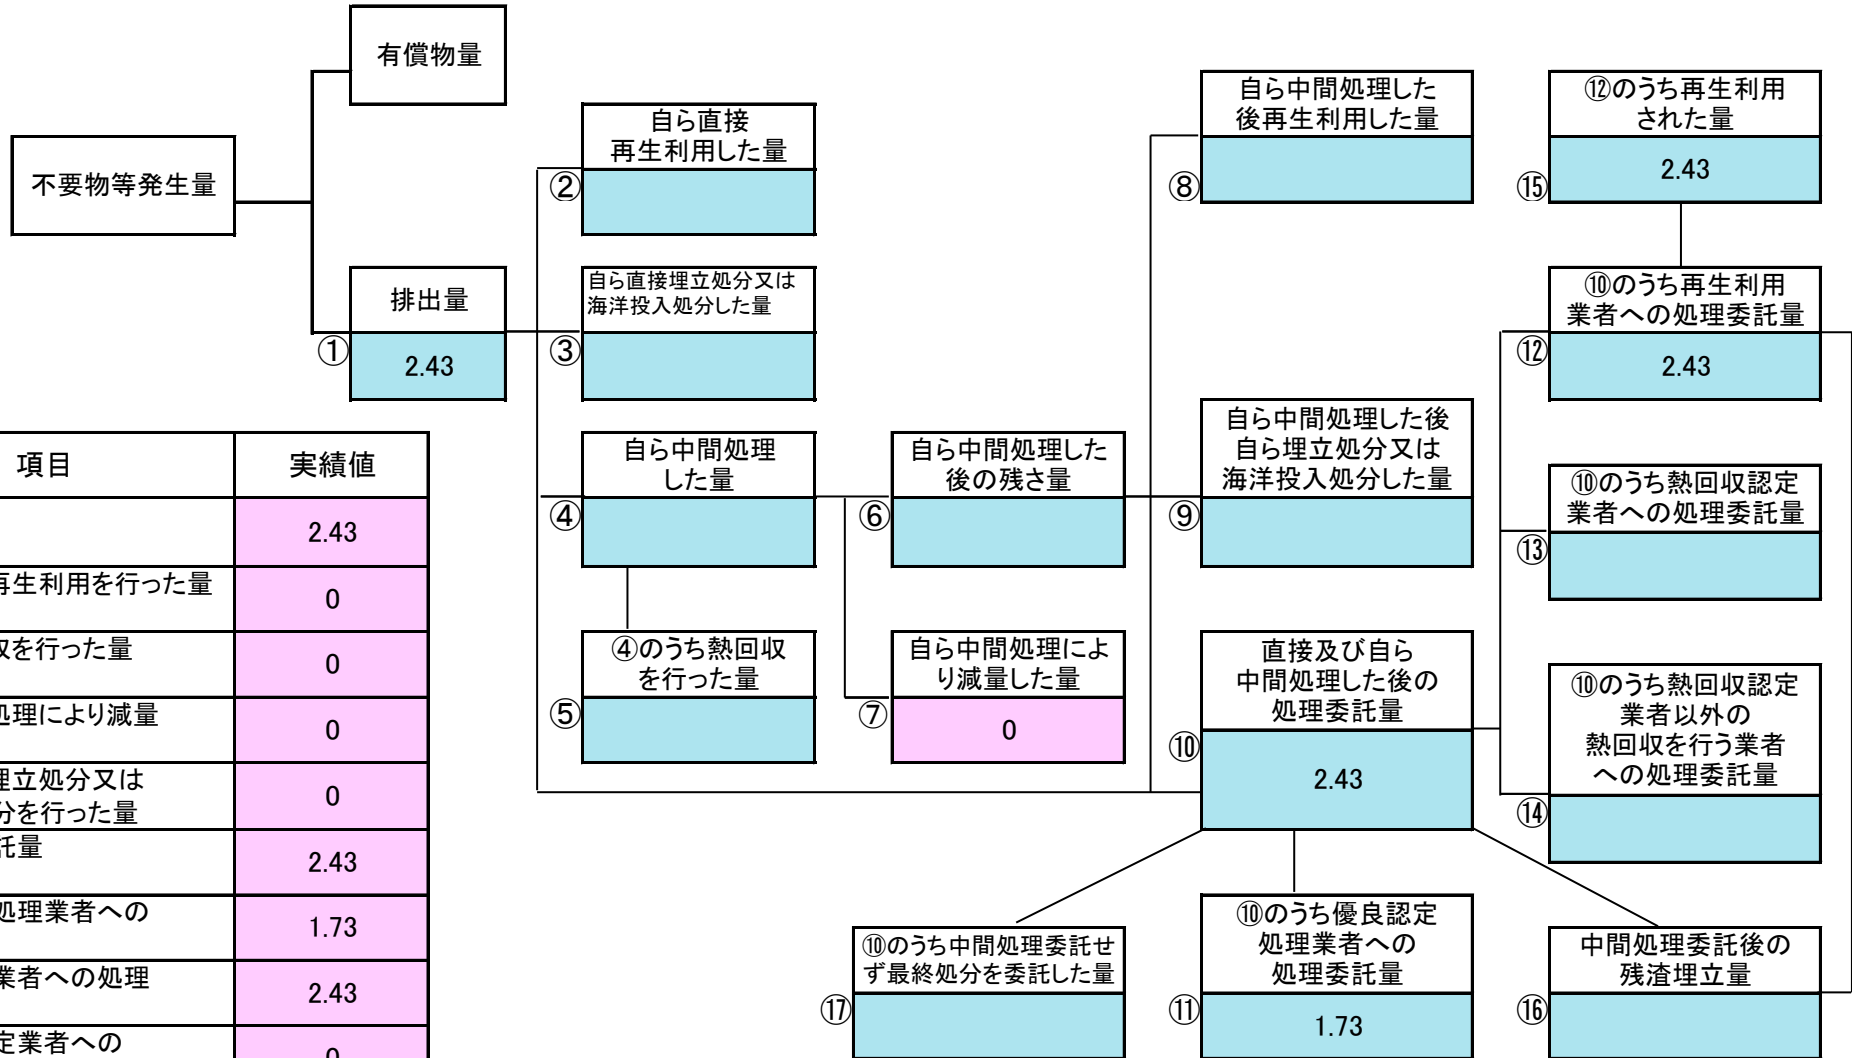 有償物量
不要物等発生量
排出量
①
2.43
自ら直接
再生利用した量
②
自ら直接埋立処分又は
海洋投入処分した量
③
自ら中間処理
した量
④
④のうち熱回収
を行った量
⑤
自ら中間処理した
後の残さ量
⑥
自ら中間処理によ
り減量した量
⑦
0
自ら中間処理した
後再生利用した量
⑧
自ら中間処理した後
自ら埋立処分又は
海洋投入処分した量
⑨
直接及び自ら
中間処理した後の
処理委託量
⑩
2.43
⑩のうち優良認定
処理業者への
処理委託量
⑪
1.73
⑫のうち再生利用
された量
⑮
2.43
⑩のうち再生利用
業者への処理委託量
⑫
2.43
⑩のうち熱回収認定
業者への処理委託量
⑬
⑩のうち熱回収認定
業者以外の
熱回収を行う業者
への処理委託量
⑭
中間処理委託後の
残渣埋立量
⑯
⑩のうち中間処理委託せ
ず最終処分を委託した量
⑰
項目 実績値
2.43
再生利用を行った量
0
を行った量
0
処理により減量
0
埋立処分又は
分を行った量
0
託量
2.43
処理業者への
1.73
業者への処理
2.43
定業者への
0